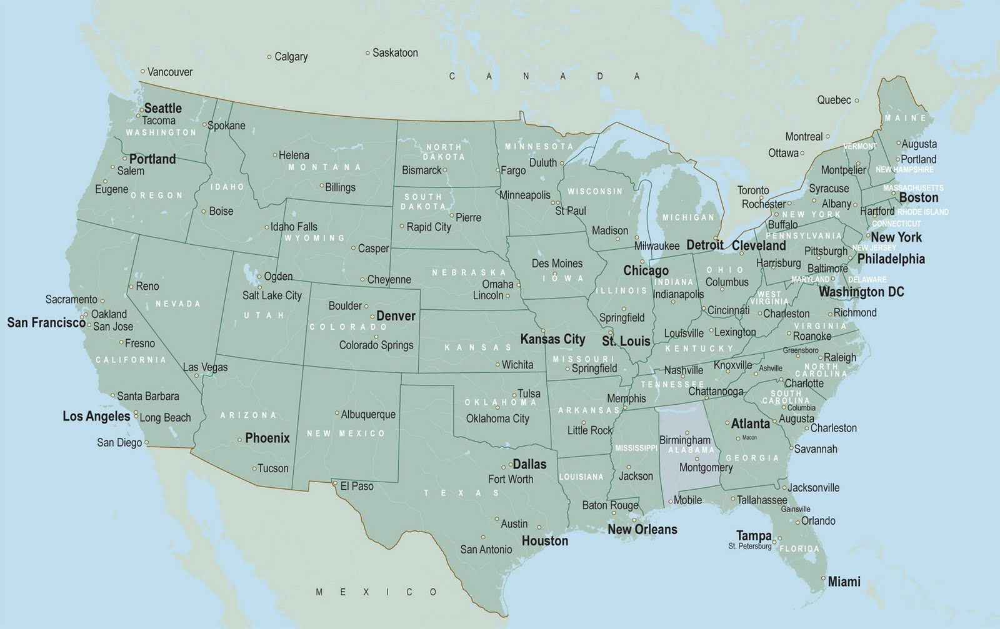 Calgary
Saskatoon
Vancouver
C A N A D A
Quebec
Seattle
Tacoma
WASHINGTON
Spokane
MAINE
Montreal
Ottawa
VERMONT
Augusta
Portland
Salem
Eugene
OREGON
IDAHO
Boise
Helena
MONTANA
Billings
NORTH
DAKOTA
Bismarck
Fargo
MINNESOTA
Duluth
Minneapolis
St Paul
WISCONSIN
Madison
Milwaukee
MICHIGAN
Detroit
Toronto
Rochester
Syracuse
Albany
Buffalo
NEW YORK
Montpelier
Portland
NEW HAMPSHIRE
MASSACHUSETTS
Boston
Hartford
RHODE ISLAND
CONNECTICUT
New York
NEW JERSEY
Philadelphia
PENNSYLVANIA
Pittsburgh
Harrisburg
Baltimore
MARYLAND
DELAWARE
Washington DC
Cleveland
OHIO
Columbus
Cincinnati
Idaho Falls
WYOMING
Casper
Cheyenne
SOUTH
DAKOTA
Pierre
Rapid City
NEBRASKA
Omaha
Lincoln
Des Moines
IOWA
Chicago
ILLINOIS
Springfield
INDIANA
Indianapolis
WEST
VIRGINIA
Charleston
Richmond
VIRGINIA
Roanoke
Louisville
Lexington
KENTUCKY
Sacramento
Reno
NEVADA
Oakland
San Francisco
San Jose
Fresno
CALIFORNIA
Las Vegas
Ogden
Salt Lake City
UTAH
Boulder
Denver
COLORADO
Colorado Springs
KANSAS
Wichita
Kansas City
St. Louis
MISSOURI
Springfield
Nashville
Knoxville
Ashville
TENNESSEE
Chattanooga
Memphis
Greensboro
Raleigh
NORTH
CAROLINA
Charlotte
SOUTH
CAROLINA
Columbia
Augusta
Charleston
Santa Barbara
Los Angeles
Long Beach
San Diego
ARIZONA
Phoenix
Tucson
Albuquerque
NEW MEXICO
El Paso
Tulsa
OKLAHOMA
Oklahoma City
ARKANSAS
Little Rock
MISSISSIPPI
Jackson
Birmingham
ALABAMA
Montgomery
Mobile
Atlanta
Macon
GEORGIA
Savannah
Dallas
Fort Worth
TEXAS
Austin
Houston
San Antonio
LOUISIANA
Baton Rouge
New Orleans
Jacksonville
Tallahassee
Gainsville
Orlando
Tampa
St. Petersburg
FLORIDA
Miami
M E X I C O